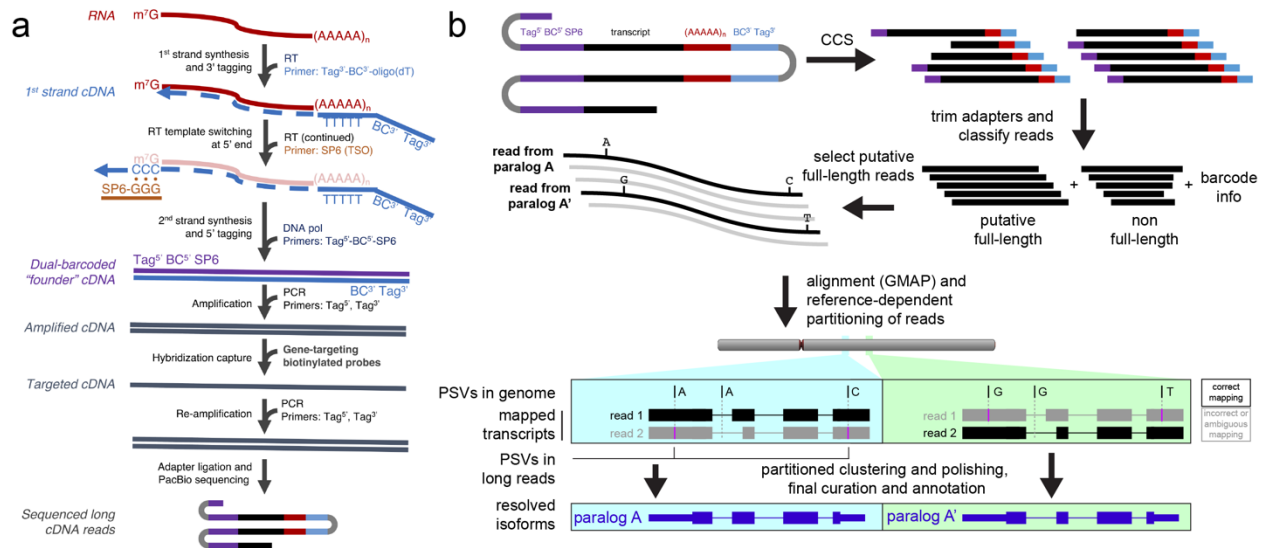 a
RNA
m⁷G
(AAAAA)n
1st strand synthesis
and 3' tagging
RT
Primer: Tag³'-BC³'-oligo(dT)
1st strand cDNA
m⁷G
(AAAAA)n
TTTTT
BC³' Tag³'
RT template switching
at 5' end
RT (continued)
Primer: SP6 (TSO)
m⁷G
CCC
(AAAAA)n
SP6-GGG
TTTTT
BC³' Tag³'
2nd strand synthesis
and 5' tagging
DNA pol
Primers: Tag⁵'-BC⁵'-SP6
Dual-barcoded
"founder" cDNA
Tag⁵' BC⁵' SP6
BC³' Tag³'
Amplification
PCR
Primers: Tag⁵', Tag³'
Amplified cDNA
Hybridization capture
Gene-targeting
biotinylated probes
Targeted cDNA
Re-amplification
PCR
Primers: Tag⁵', Tag³'
Adapter ligation and
PacBio sequencing
Sequenced long
cDNA reads
b
Tag⁵' BC⁵' SP6
transcript
(AAAAA)n
BC³' Tag³'
CCS
trim adapters and
classify reads
putative
full-length
+
non
full-length
+
barcode
info
select putative
full-length reads
read from
paralog A
A
C
read from
paralog A'
G
T
alignment (GMAP) and
reference-dependent
partitioning of reads
PSVs in genome
A
A
C
G
G
T
correct
mapping
incorrect or
ambiguous
mapping
mapped
transcripts
read 1
read 2
read 1
read 2
PSVs in
long reads
partitioned clustering and polishing,
final curation and annotation
resolved
isoforms
paralog A
paralog A'